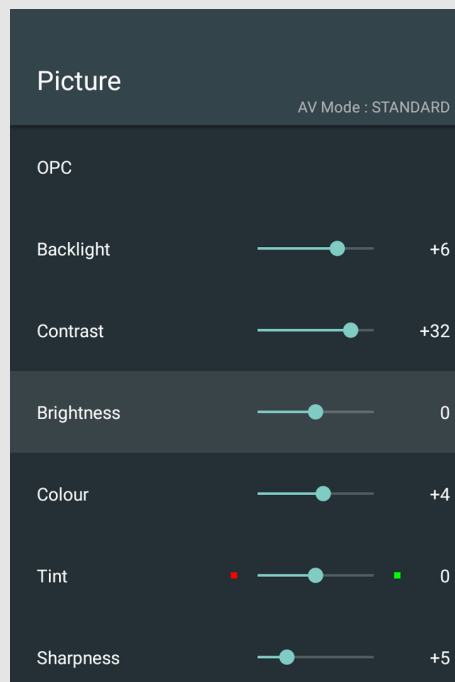 Picture
AV Mode : STANDARD
OPC
Backlight +6
Contrast +32
Brightness 0
Colour +4
Tint 0
Sharpness +5